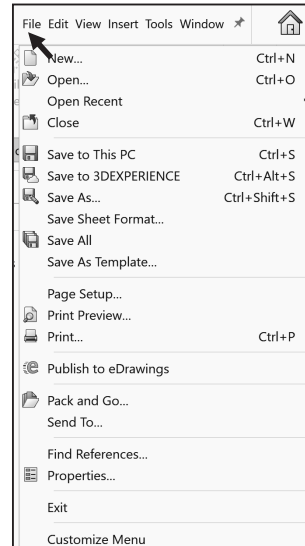 File Edit View Insert Tools Window
New... Ctrl+N
Open... Ctrl+O
Open Recent
Close Ctrl+W
Save to This PC Ctrl+S
Save to 3DEXPERIENCE Ctrl+Alt+S
Save As... Ctrl+Shift+S
Save Sheet Format...
Save All
Save As Template...
Page Setup...
Print Preview...
Print... Ctrl+P
Publish to eDrawings
Pack and Go...
Send To...
Find References...
Properties...
Exit
Customize Menu